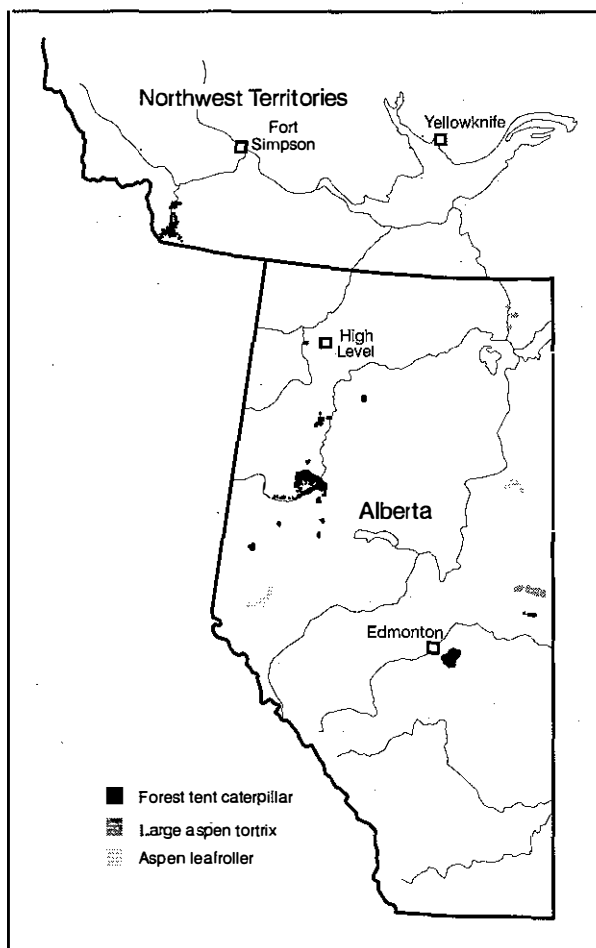 Northwest Territories
Fort
Simpson
Yellowknife
High
Level
Alberta
Edmonton
Forest tent caterpillar
Large aspen tortrix
Aspen leafroller